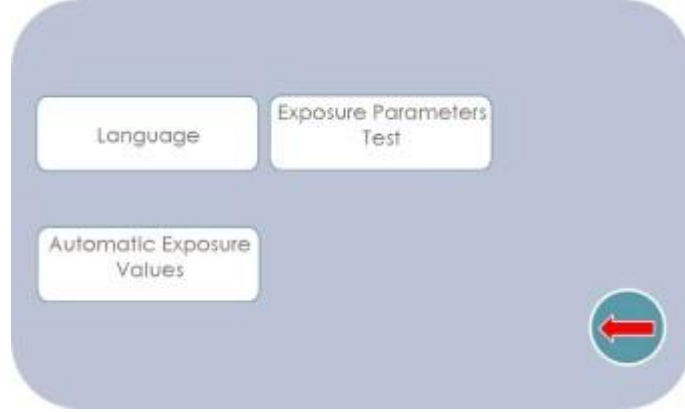 Language
Exposure Parameters
Test
Automatic Exposure
Values